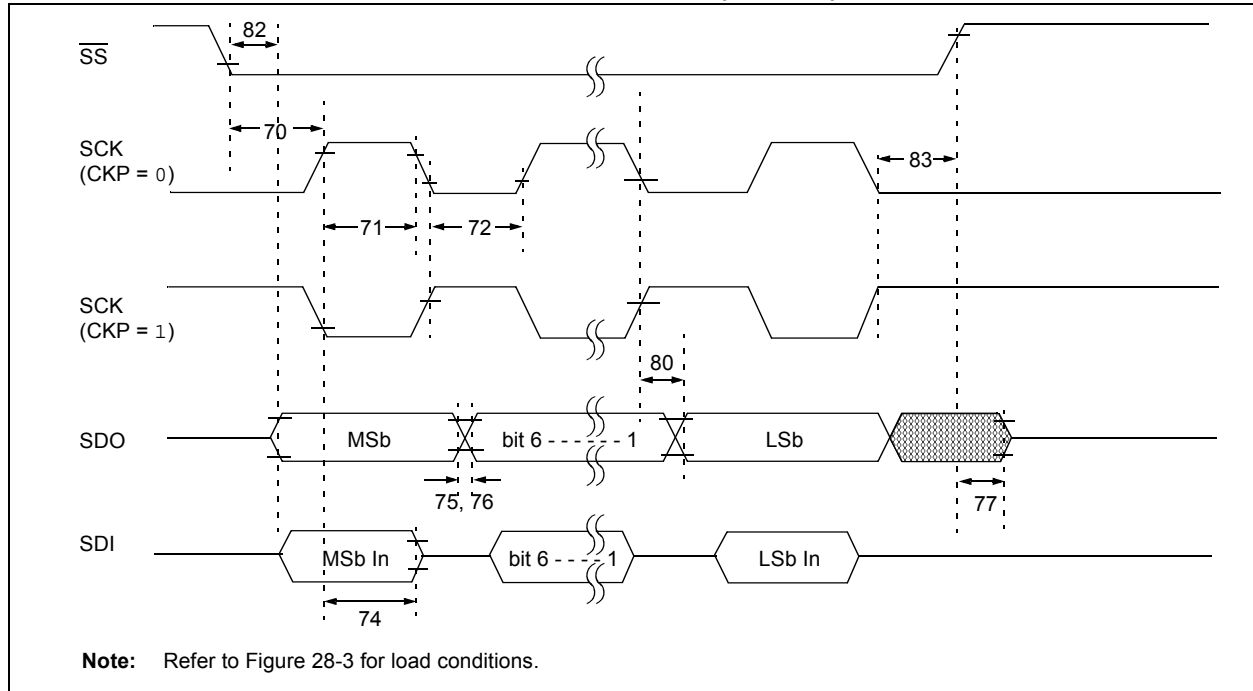 82
SS
70
SCK
(CKP = 0)
83
71
72
SCK
(CKP = 1)
80
SDO
MSb
bit 6 - - - - - - 1
LSb
75, 76
77
SDI
MSb In
bit 6 - - - - 1
LSb In
74
Note: Refer to Figure 28-3 for load conditions.